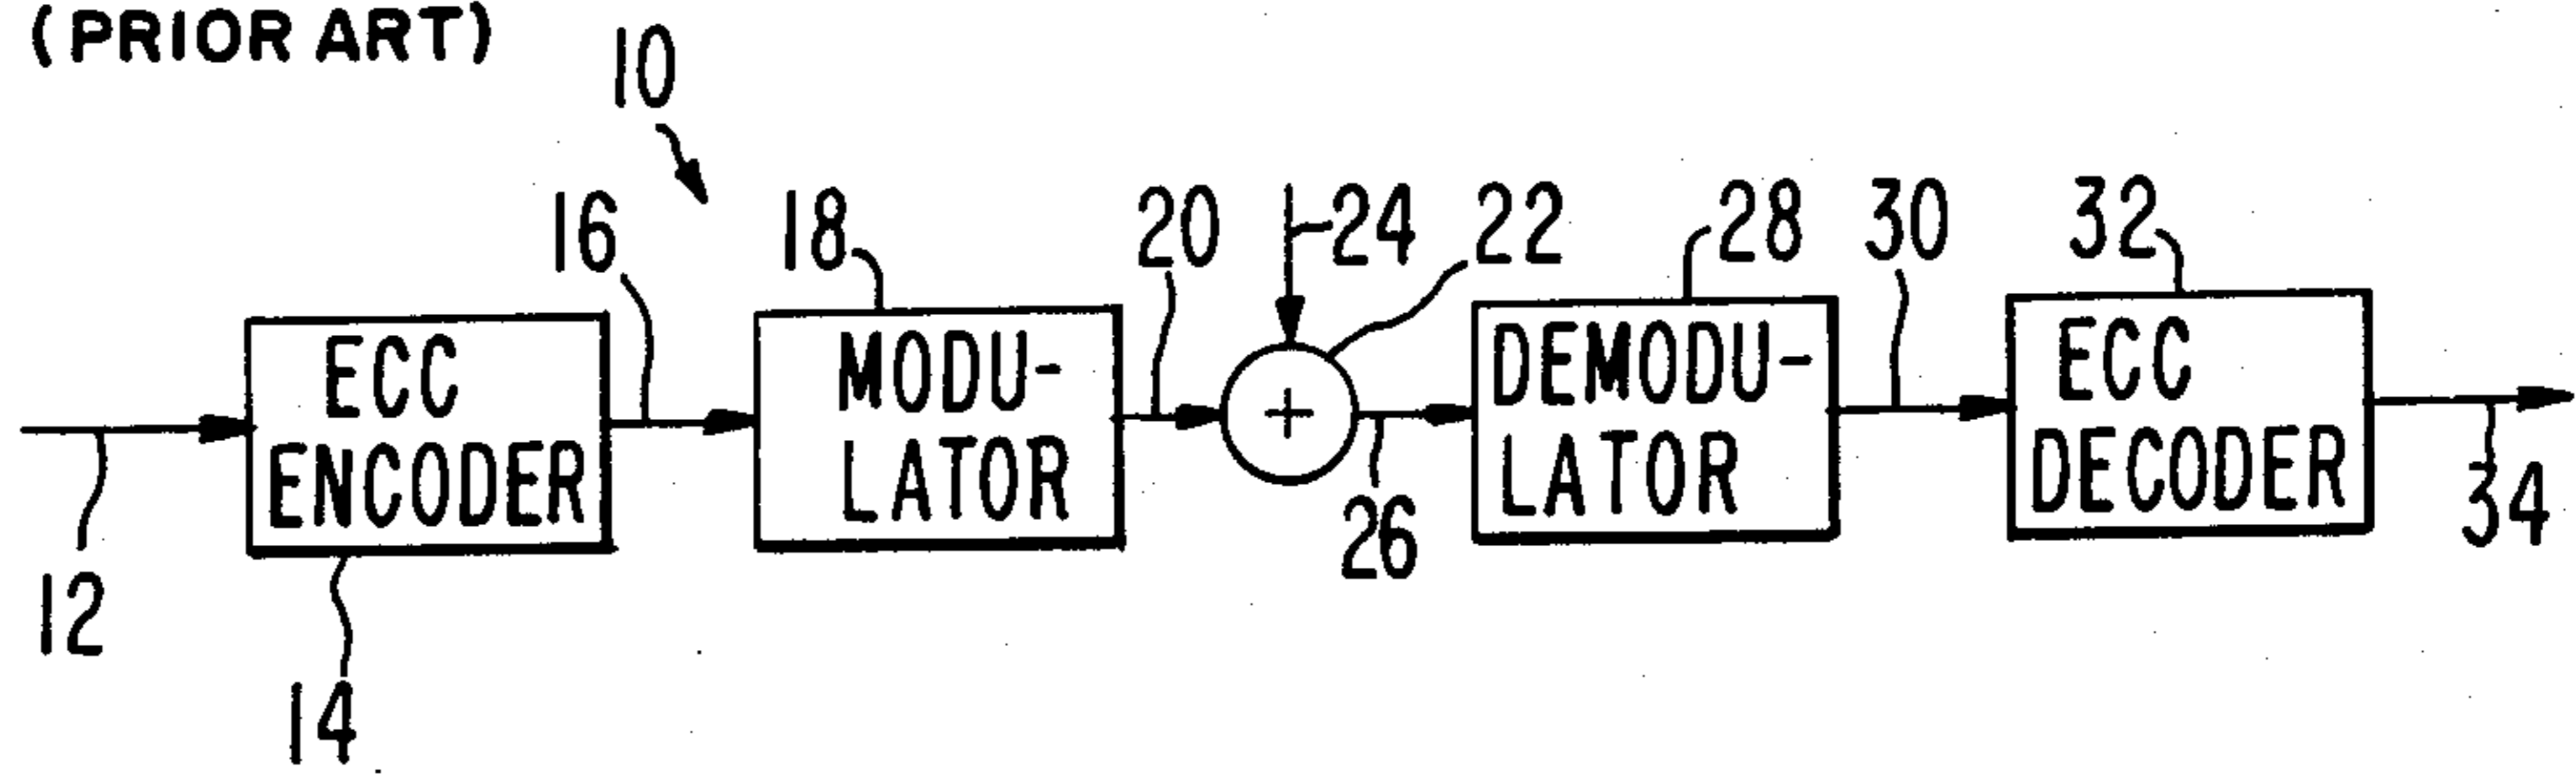 (PRIOR ART)
10
16
18
20
24
22
28
30
32
ECC
ENCODER
MODU-
LATOR
+
DEMODU-
LATOR
ECC
DECODER
12
14
26
34